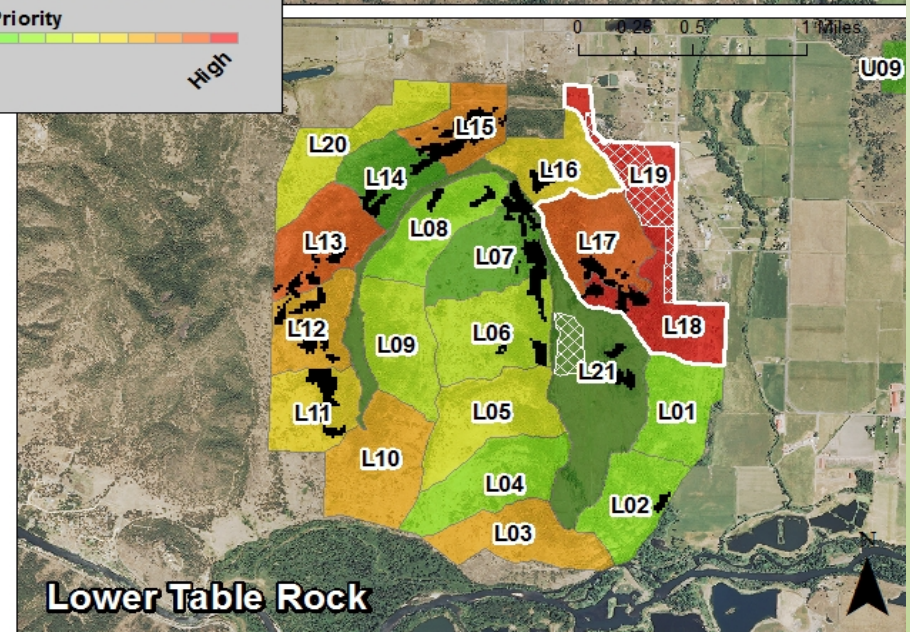 Priority
High
0 0.25 0.5 1 Miles
U09
L15
L20
L16
L14
L19
L08
L13
L17
L07
L12
L18
L06
L09
L21
L11
L05
L01
L10
L04
L02
L03
N
Lower Table Rock